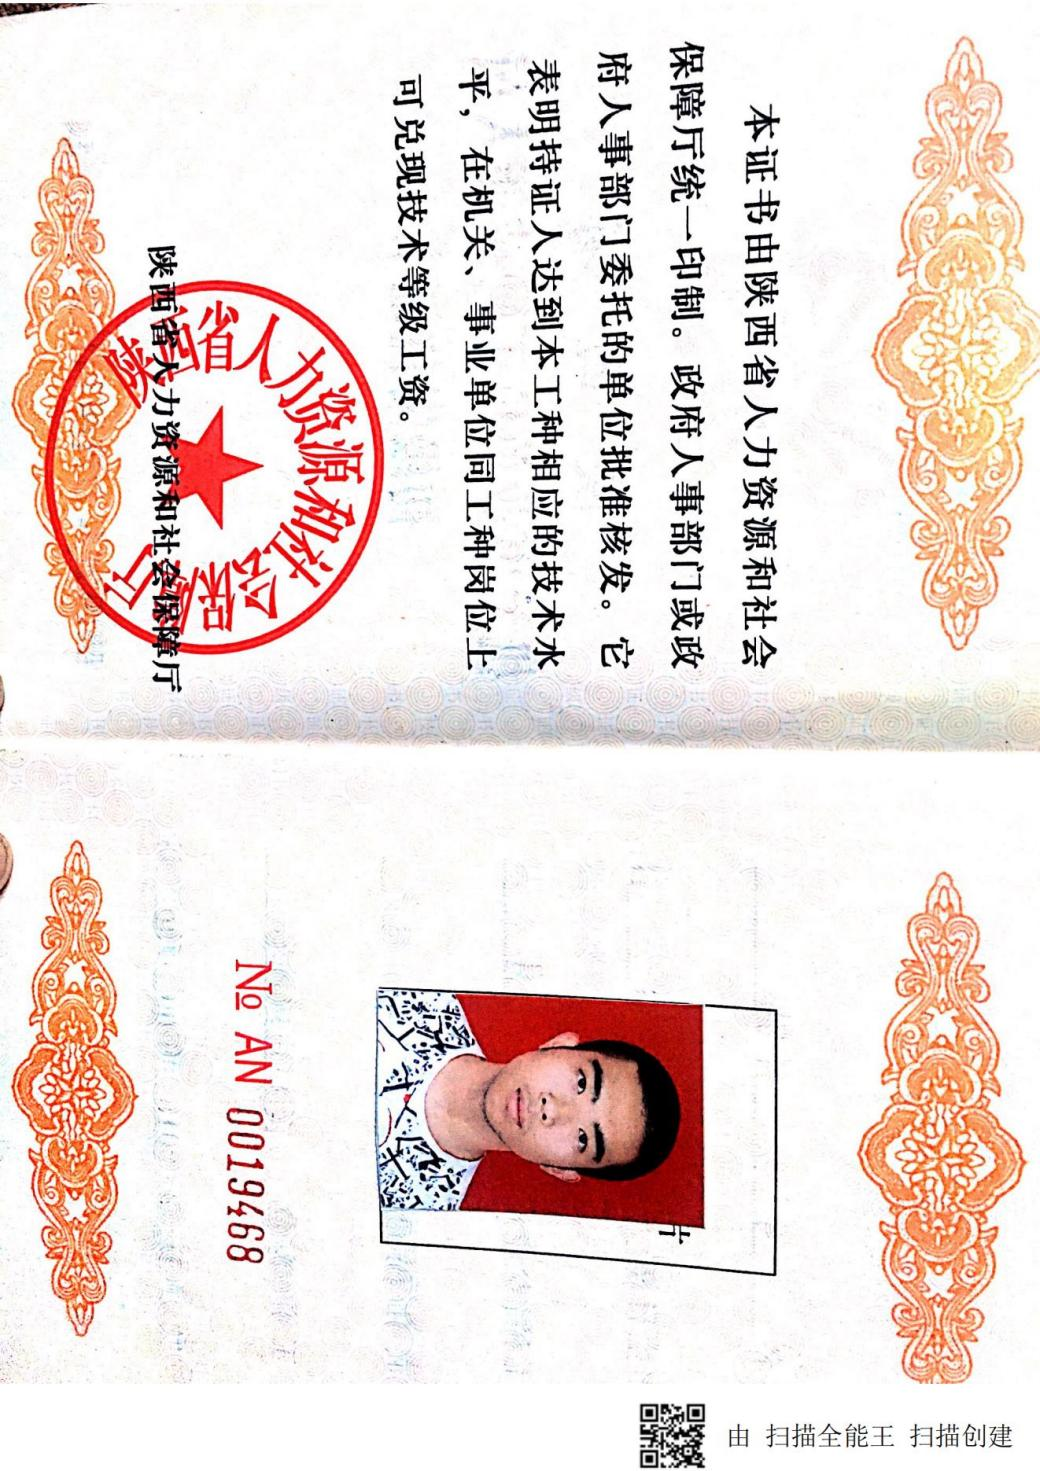 本证书由陕西省人力资源和社会
保障厅统一印制。政府人事部门或政
府人事部门委托的单位批准核发。它
表明持证人达到本工种相应的技术水
平，在机关、事业单位同工种岗位上
可兑现技术等级工资。
陕西省人力资源和社会保障厅
陕西省人力资源和社会保障厅
片
№ AN 0019468
由 扫描全能王 扫描创建